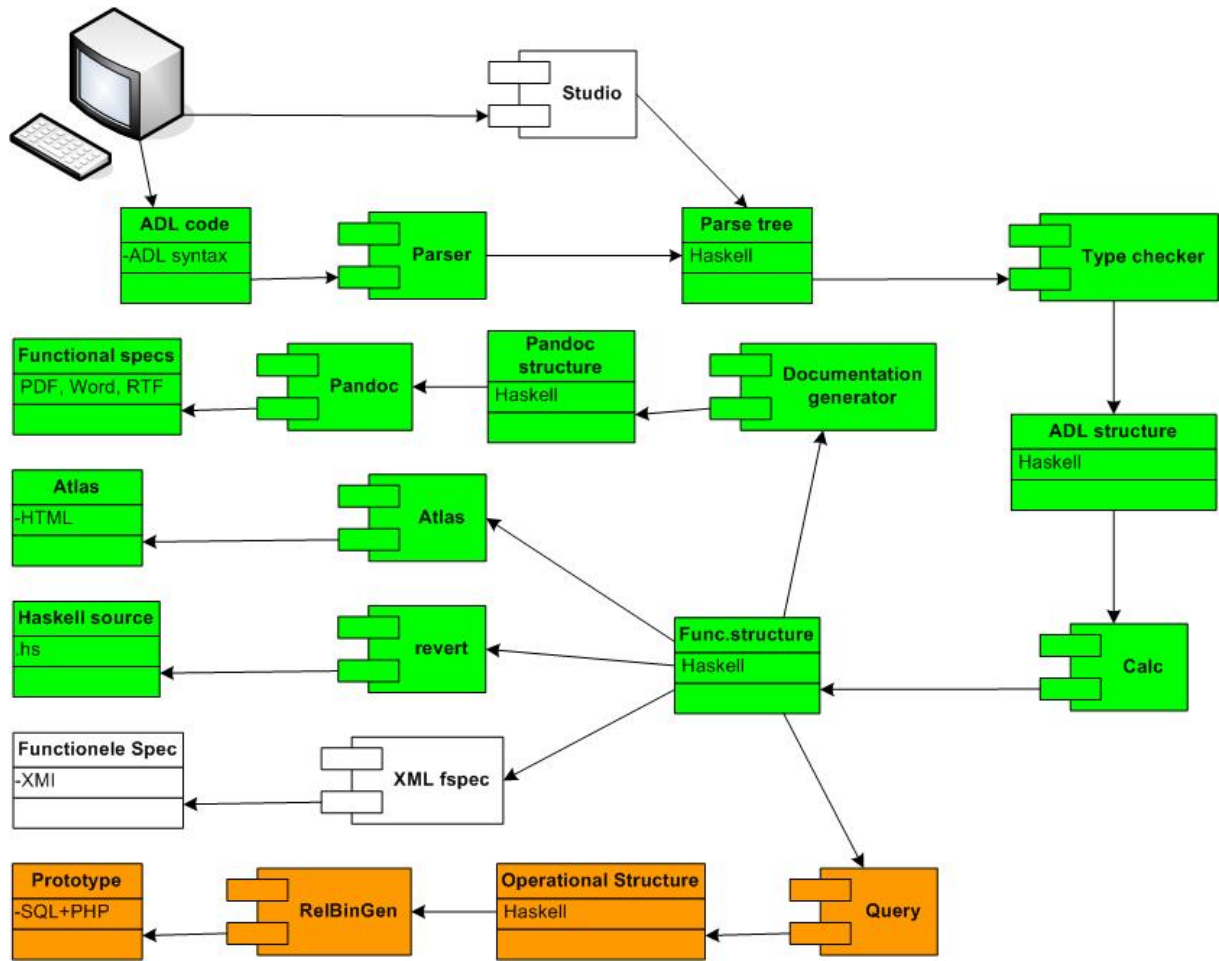 Studio
ADL code
-ADL syntax
Parser
Parse tree
Haskell
Type checker
Functional specs
PDF, Word, RTF
Pandoc
Pandoc
structure
Haskell
Documentation
generator
ADL structure
Haskell
Atlas
-HTML
Atlas
Haskell source
.hs
revert
Func.structure
Haskell
Calc
Functionele Spec
-XMI
XML fspec
Prototype
-SQL+PHP
RelBinGen
Operational Structure
Haskell
Query